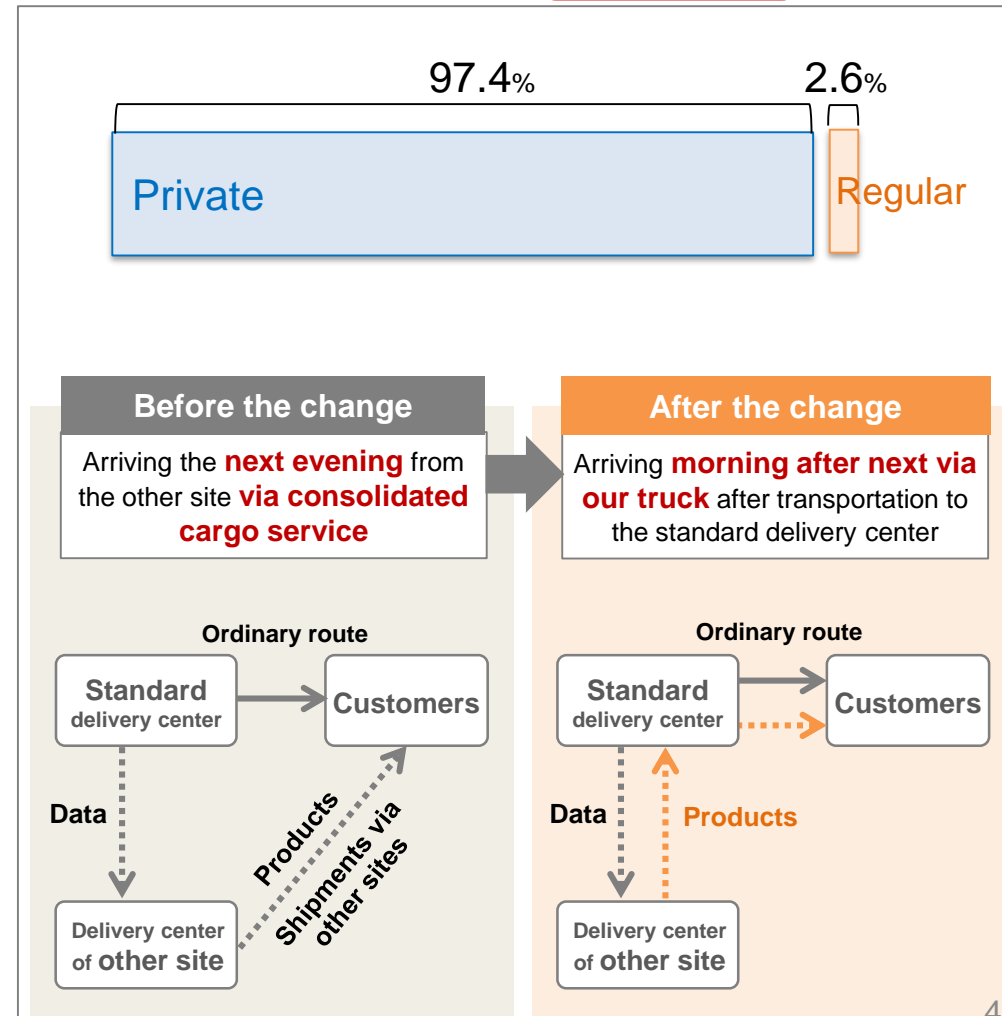 97.4%
2.6%
Private
Regular
Before the change
Arriving the next evening from
the other site via consolidated
cargo service
After the change
Arriving morning after next via
our truck after transportation to
the standard delivery center
Ordinary route
Standard
delivery center
Customers
Data
Products
Shipments via
other sites
Delivery center
of other site
Ordinary route
Standard
delivery center
Customers
Data
Products
Delivery center
of other site
4